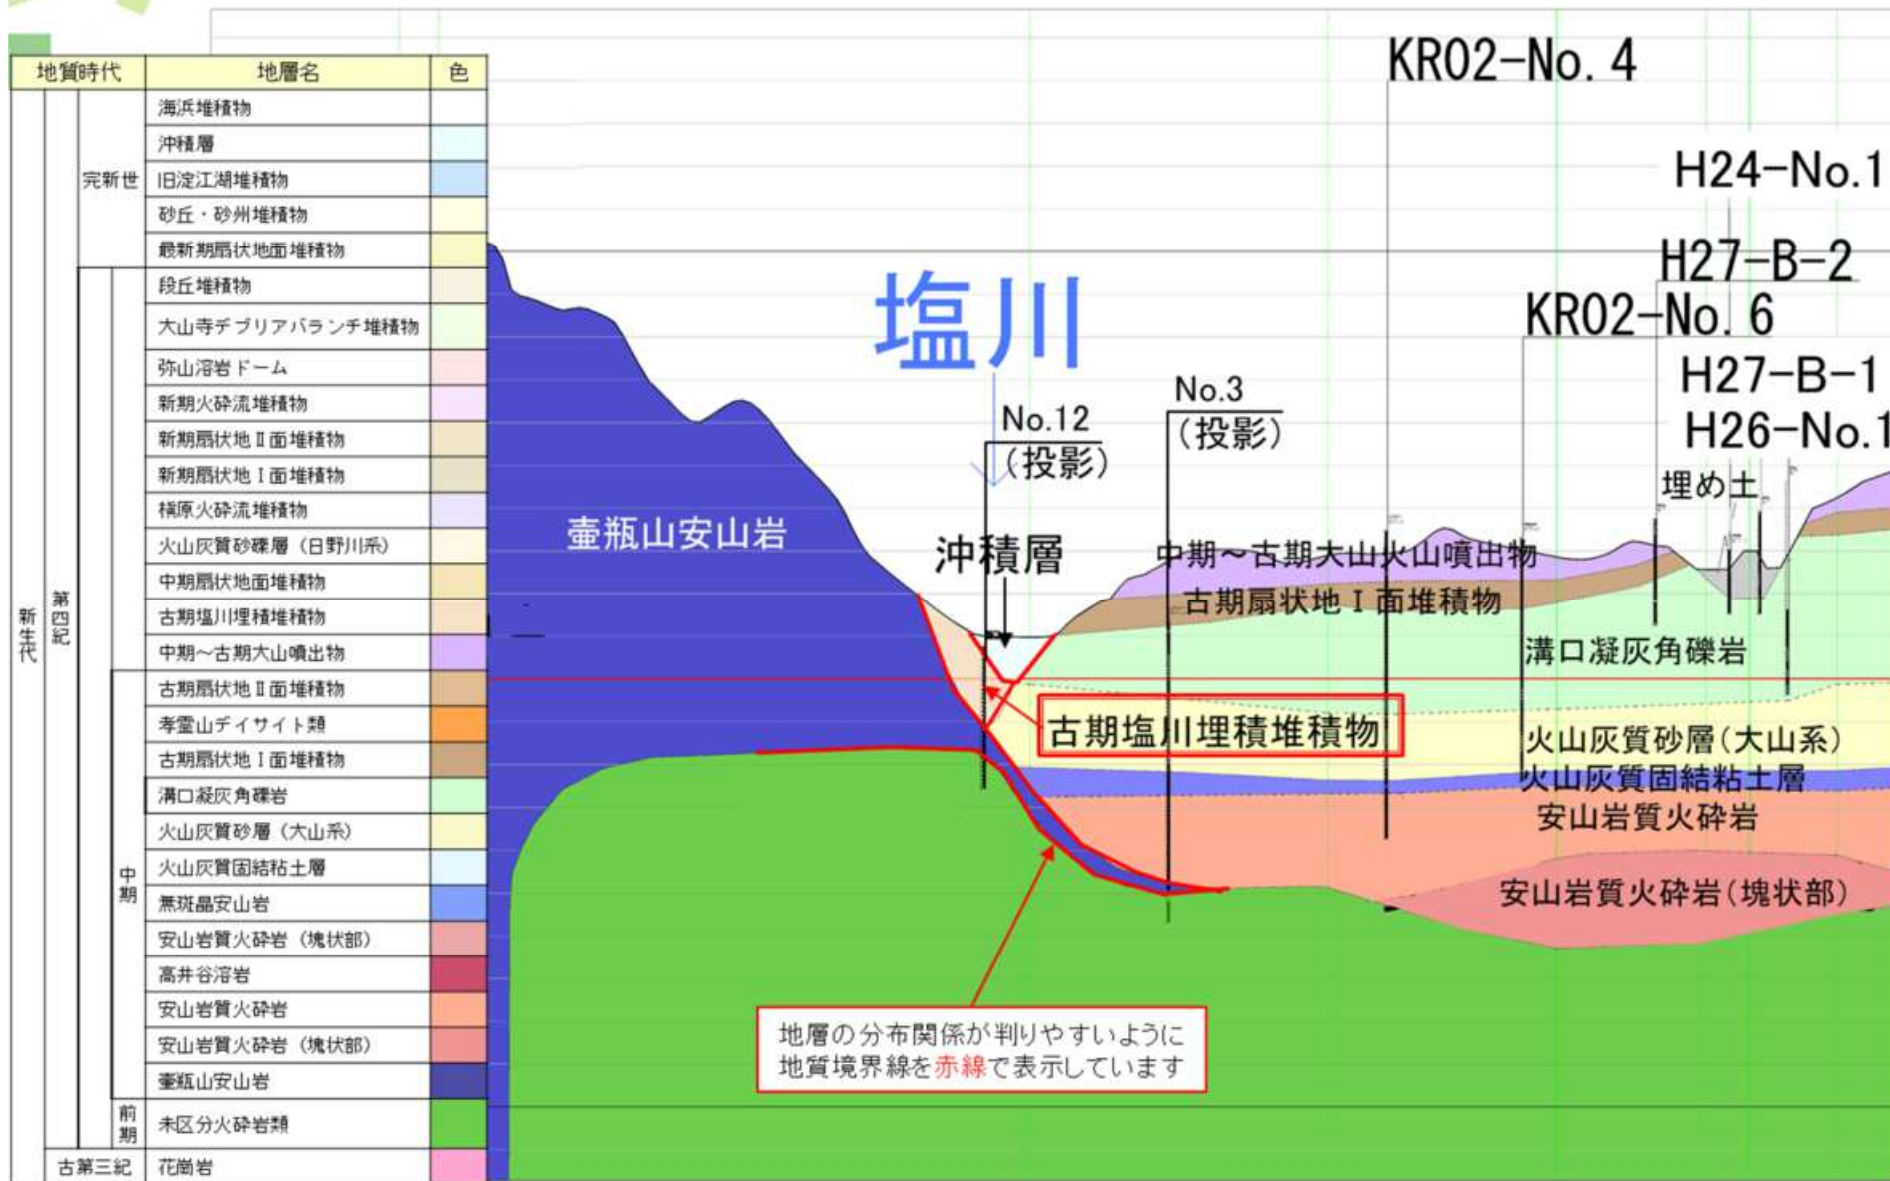 地質時代 地層名 色
新生代
第四紀
完新世
中期
前期
古第三紀
海浜堆積物
沖積層
旧淀江湖堆積物
砂丘・砂州堆積物
最新期扇状地面堆積物
段丘堆積物
大山寺デブリアバランチ堆積物
弥山溶岩ドーム
新期火砕流堆積物
新期扇状地Ⅱ面堆積物
新期扇状地Ⅰ面堆積物
槇原火砕流堆積物
火山灰質砂礫層（日野川系）
中期扇状地面堆積物
古期塩川埋積堆積物
中期～古期大山噴出物
古期扇状地Ⅱ面堆積物
孝霊山デイサイト類
古期扇状地Ⅰ面堆積物
溝口凝灰角礫岩
火山灰質砂層（大山系）
火山灰質固結粘土層
無斑晶安山岩
安山岩質火砕岩（塊状部）
高井谷溶岩
安山岩質火砕岩
安山岩質火砕岩（塊状部）
壷瓶山安山岩
未区分火砕岩類
花崗岩
KR02-No.4
H24-No.1
H27-B-2
KR02-No.6
H27-B-1
H26-No.1
埋め土
塩川
No.12
（投影）
No.3
（投影）
壷瓶山安山岩
沖積層
中期～古期大山火山噴出物
古期扇状地Ⅰ面堆積物
溝口凝灰角礫岩
古期塩川埋積堆積物
火山灰質砂層（大山系）
火山灰質固結粘土層
安山岩質火砕岩
安山岩質火砕岩（塊状部）
地層の分布関係が判りやすいように
地質境界線を赤線で表示しています